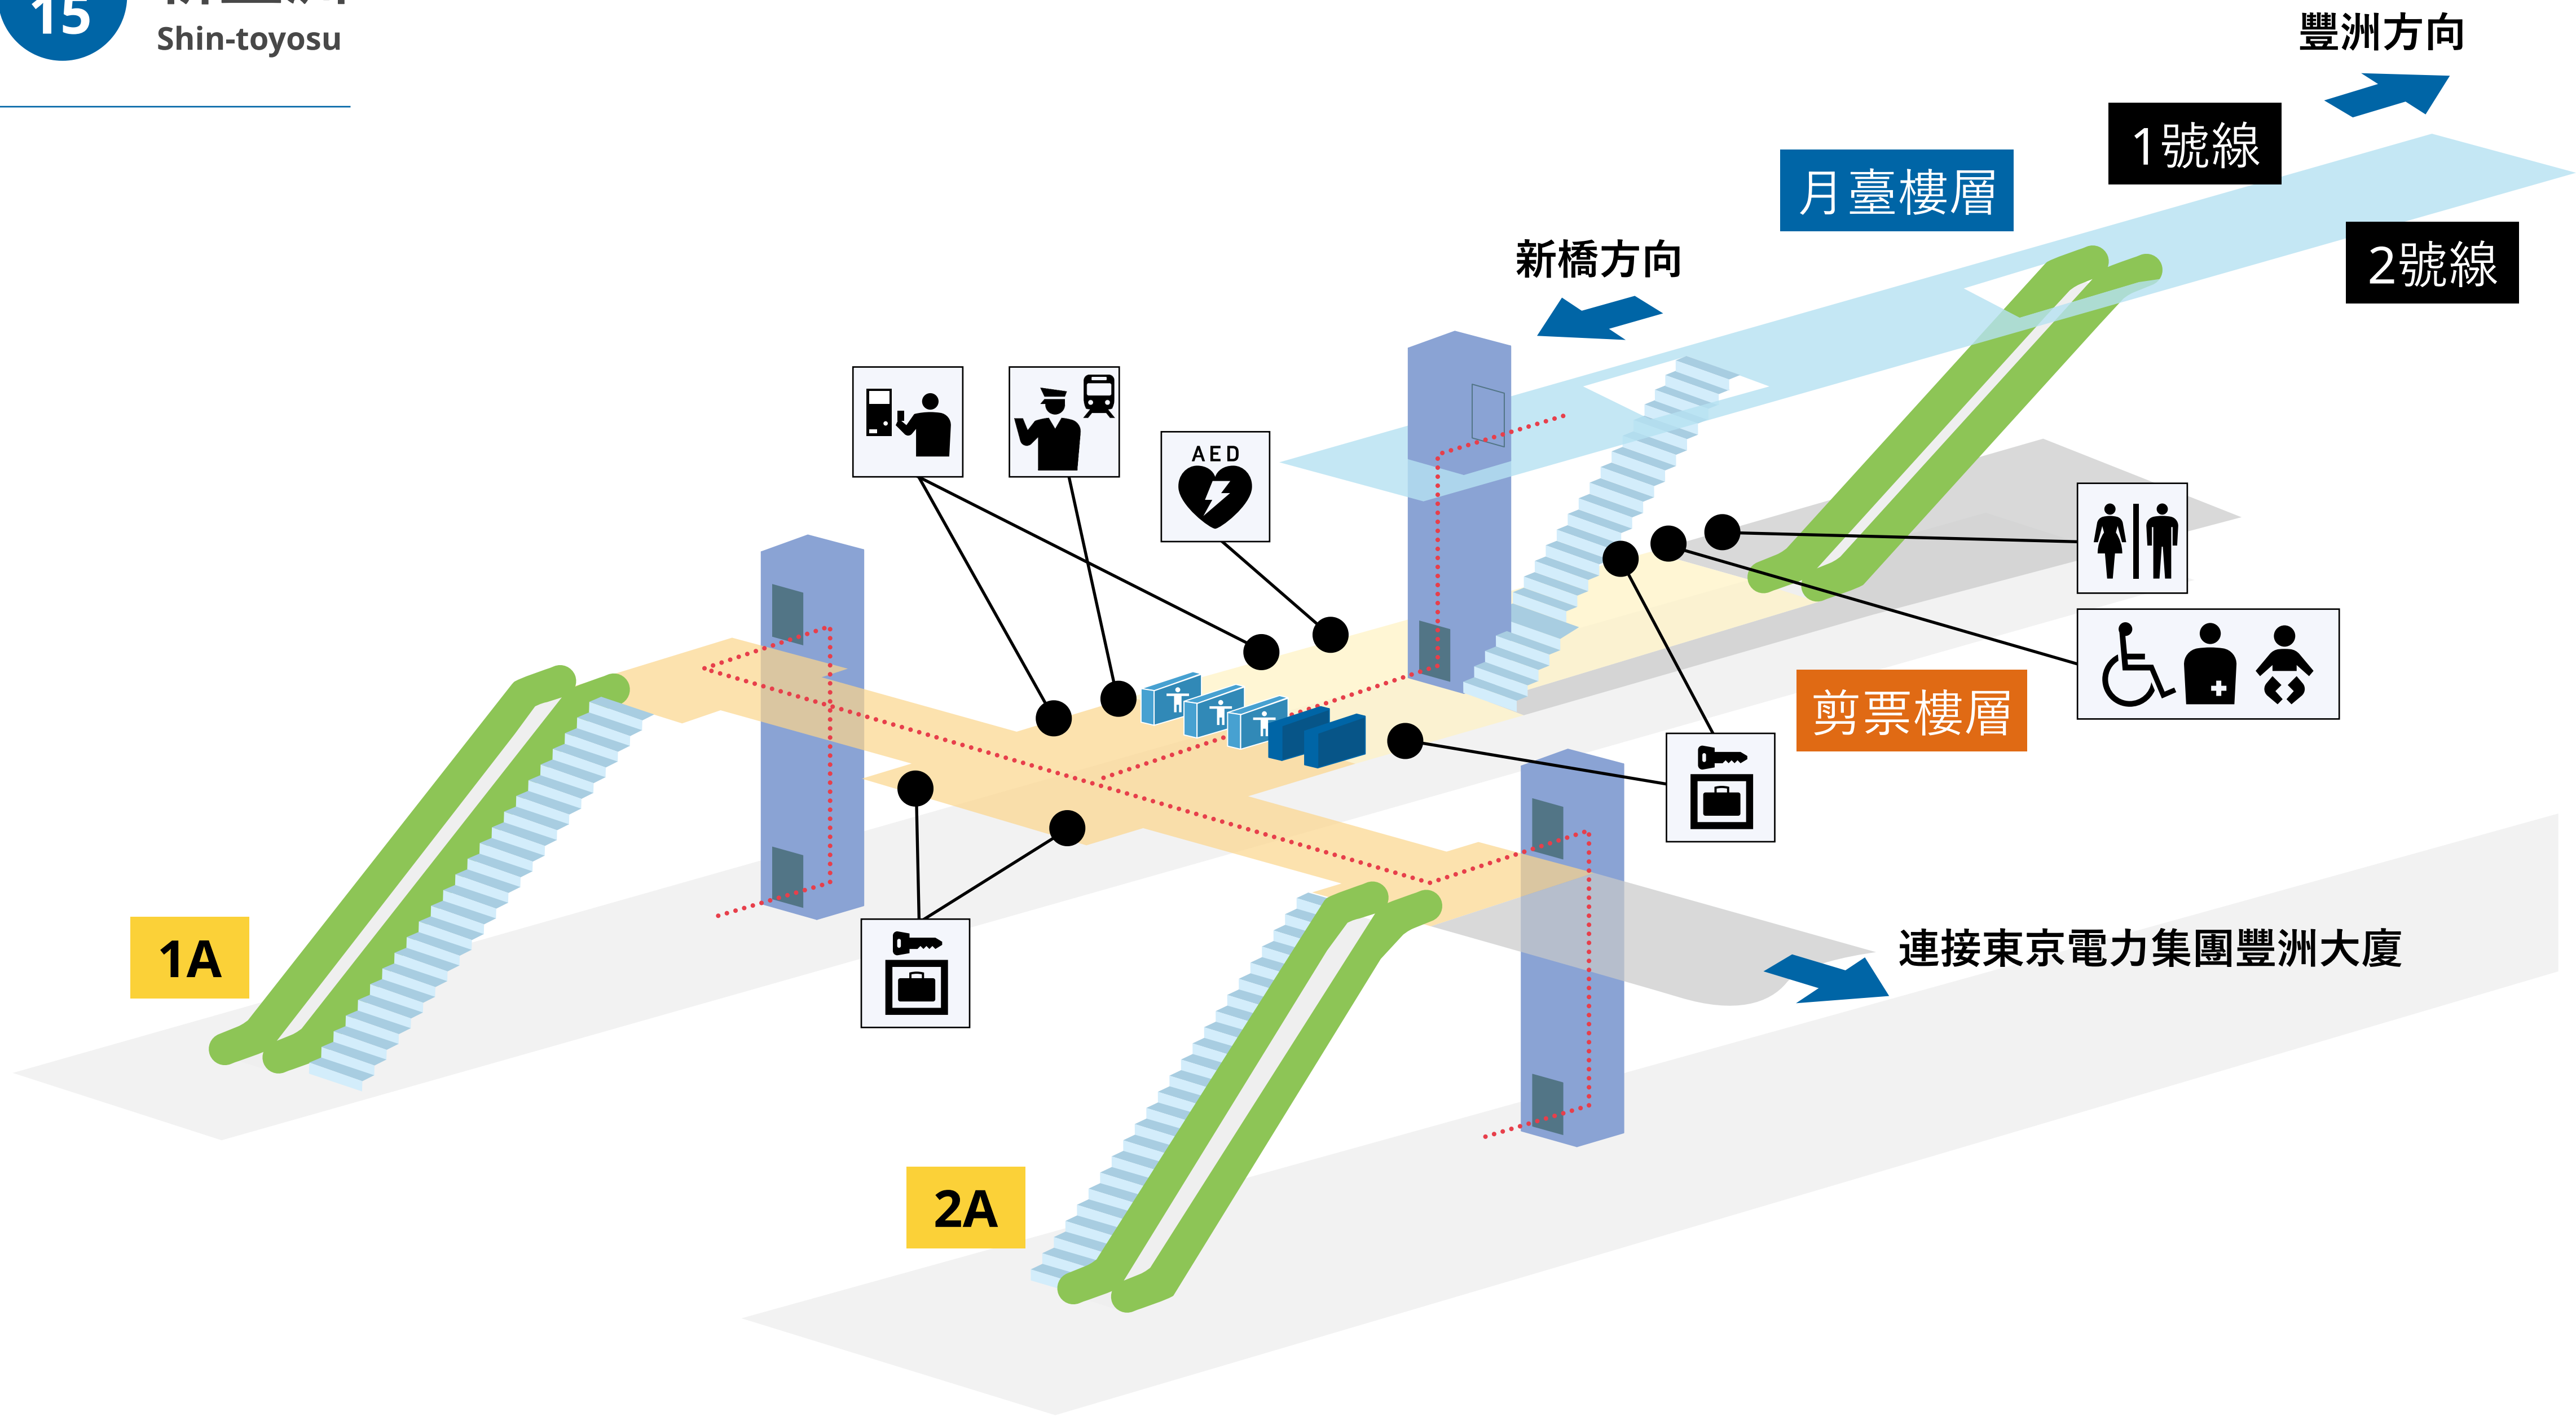 15
Shin-toyosu
豐洲方向
1號線
月臺樓層
2號線
新橋方向
AED
剪票樓層
連接東京電力集團豐洲大廈
1A
2A